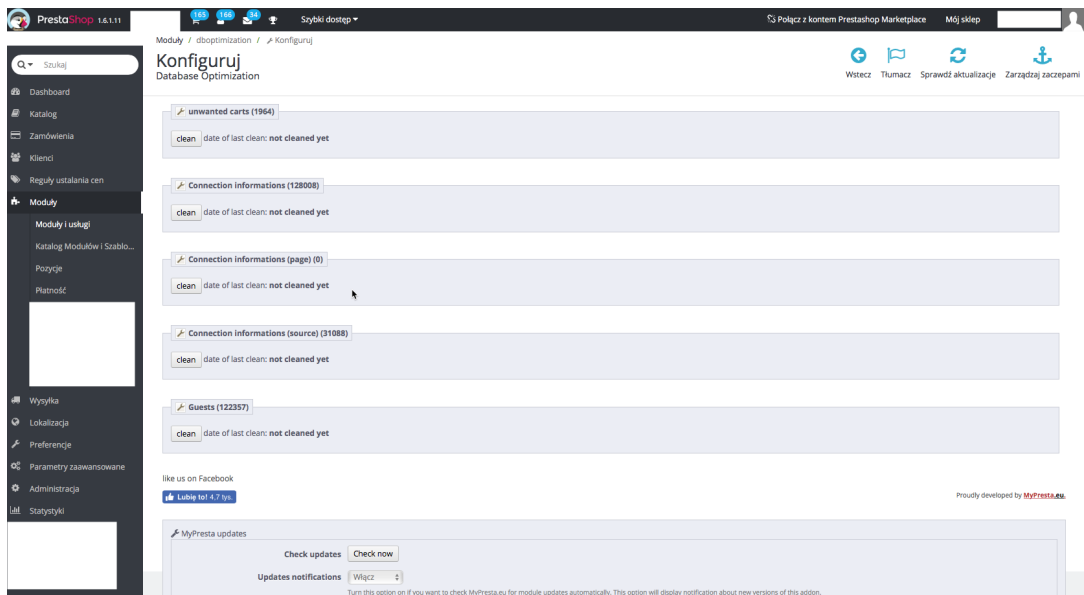 PrestaShop 1.6.1.11
165 166 34 Szybki dostęp
Połącz z kontem Prestashop Marketplace Mój sklep
Moduły / dboptimization / Konfiguruj
Konfiguruj
Database Optimization
Wstecz Tłumacz Sprawdź aktualizacje Zarządzaj zaczepami
Szukaj
Dashboard
Katalog
Zamówienia
Klienci
Reguły ustalania cen
Moduły
Moduły i usługi
Katalog Modułów i Szablo...
Pozycje
Płatność
Wysyłka
Lokalizacja
Preferencje
Parametry zaawansowane
Administracja
Statystyki
unwanted carts (1964)
clean date of last clean: not cleaned yet
Connection informations (128008)
clean date of last clean: not cleaned yet
Connection informations (page) (0)
clean date of last clean: not cleaned yet
Connection informations (source) (31088)
clean date of last clean: not cleaned yet
Guests (122357)
clean date of last clean: not cleaned yet
like us on Facebook
Lubię to! 4,7 tys.
Proudly developed by MyPresta.eu.
MyPresta updates
Check updates Check now
Updates notifications Włącz
Turn this option on if you want to check MyPresta.eu for module updates automatically. This option will display notification about new versions of this addon.